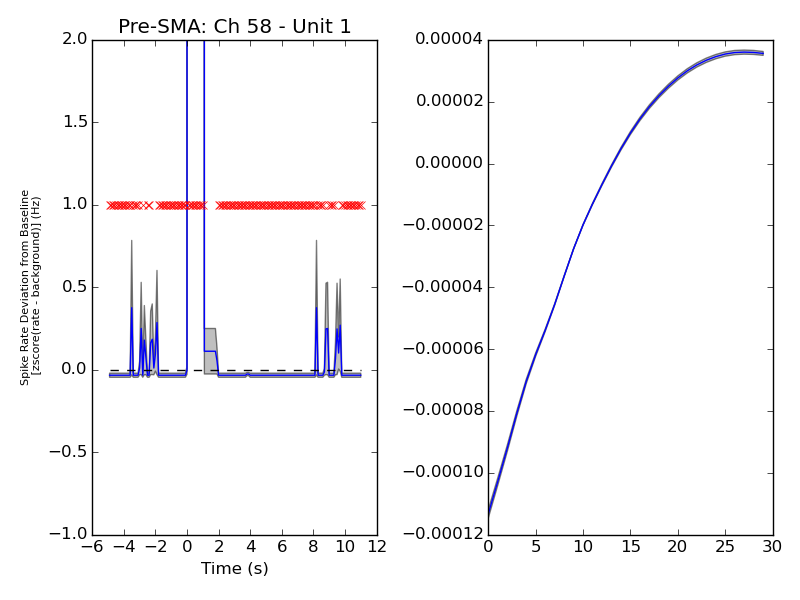 Pre-SMA: Ch 58 - Unit 1
2.0
1.5
1.0
0.5
0.0
−0.5
−1.0
Spike Rate Deviation from Baseline
[zscore(rate - background)] (Hz)
−6 −4 −2 0 2 4 6 8 10 12
Time (s)
0.00004
0.00002
0.00000
−0.00002
−0.00004
−0.00006
−0.00008
−0.00010
−0.00012
0 5 10 15 20 25 30